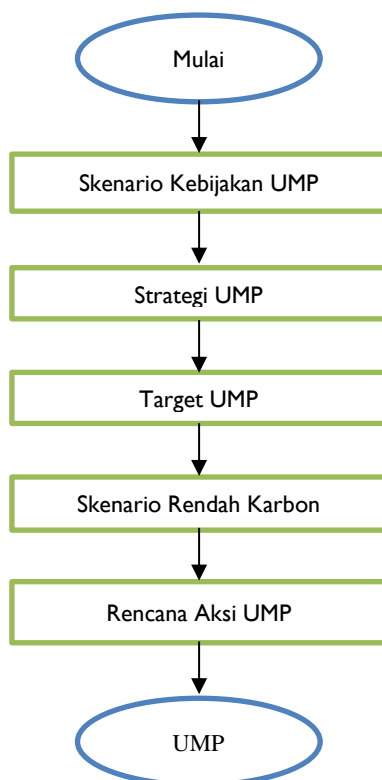 Mulai
Skenario Kebijakan UMP
Strategi UMP
Target UMP
Skenario Rendah Karbon
Rencana Aksi UMP
UMP